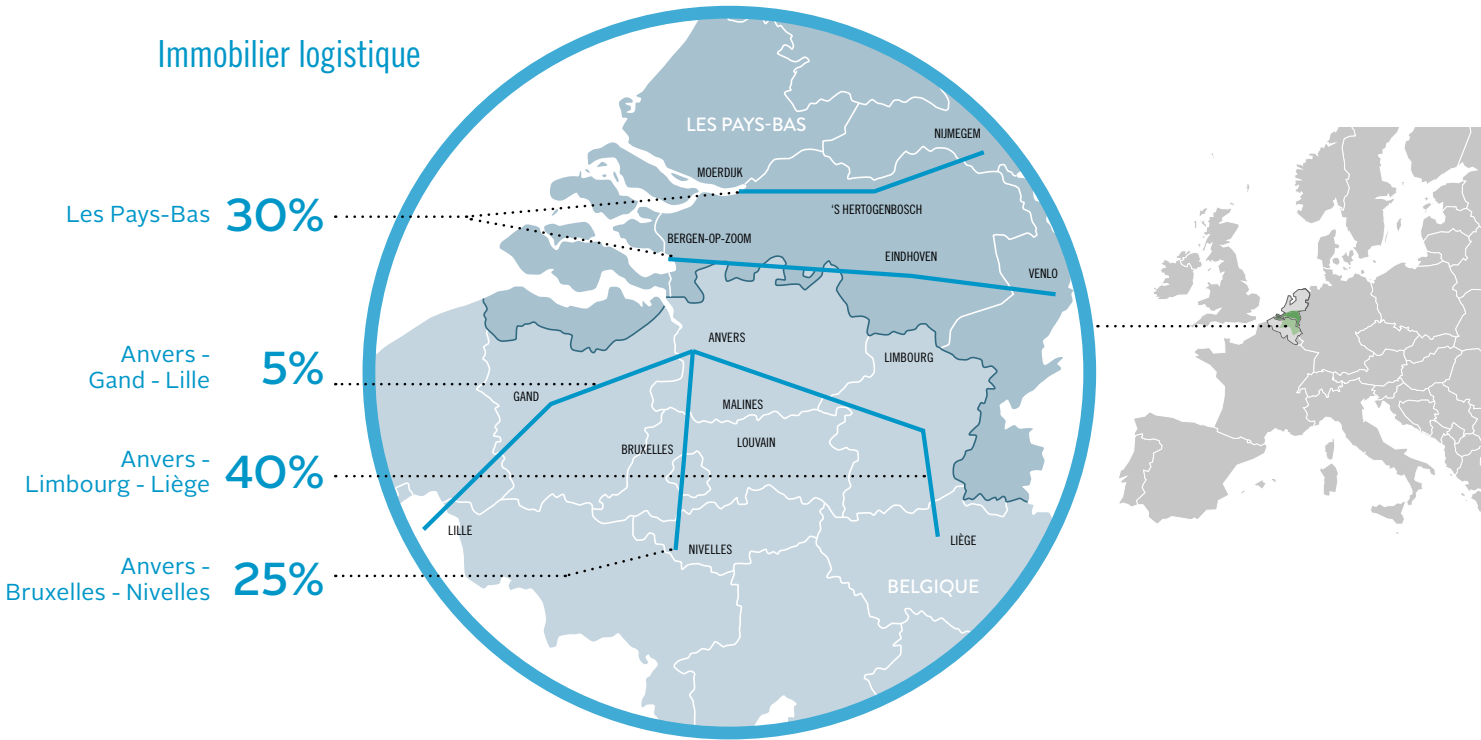 Immobilier logistique
Les Pays-Bas 30%
Anvers -
Gand - Lille 5%
Anvers -
Limbourg - Liège 40%
Anvers -
Bruxelles - Nivelles 25%
LES PAYS-BAS
NIJMEGEM
MOERDIJK
'S HERTOGENBOSCH
BERGEN-OP-ZOOM
EINDHOVEN
VENLO
ANVERS
LIMBOURG
GAND
MALINES
BRUXELLES
LOUVAIN
LILLE
NIVELLES
LIÈGE
BELGIQUE